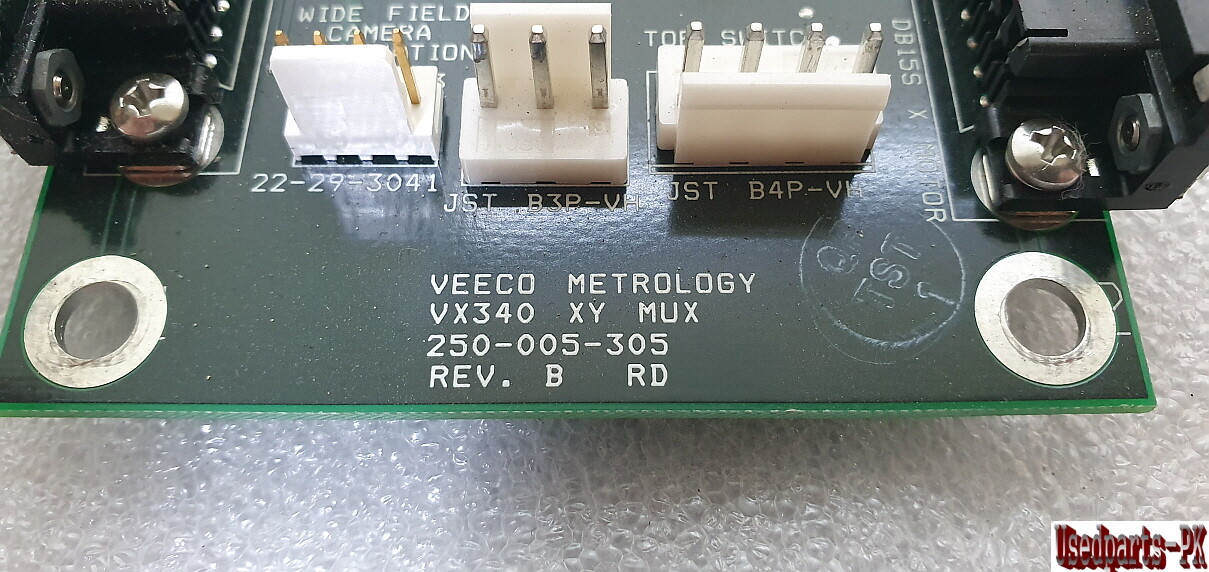 WIDE FIELD
CAMERA
22-29-3041
JST B3P-VH
JST B4P-VH
DB15S X MOTOR
TST
VEECO METROLOGY
VX340 XY MUX
250-005-305
REV. B RD
Usedparts-PK